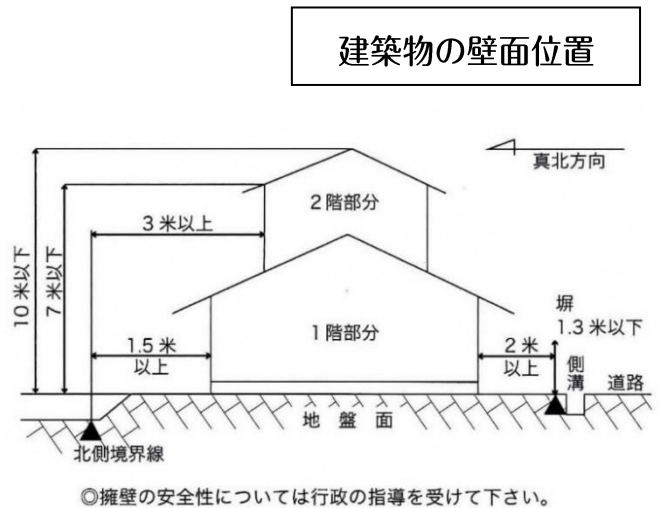 建築物の壁面位置
真北方向
2階部分
3米以上
10米以下
7米以下
塀
1.3米以下
1階部分
1.5米
以上
2米
以上
側溝
道路
地盤面
北側境界線
◎擁壁の安全性については行政の指導を受けて下さい。